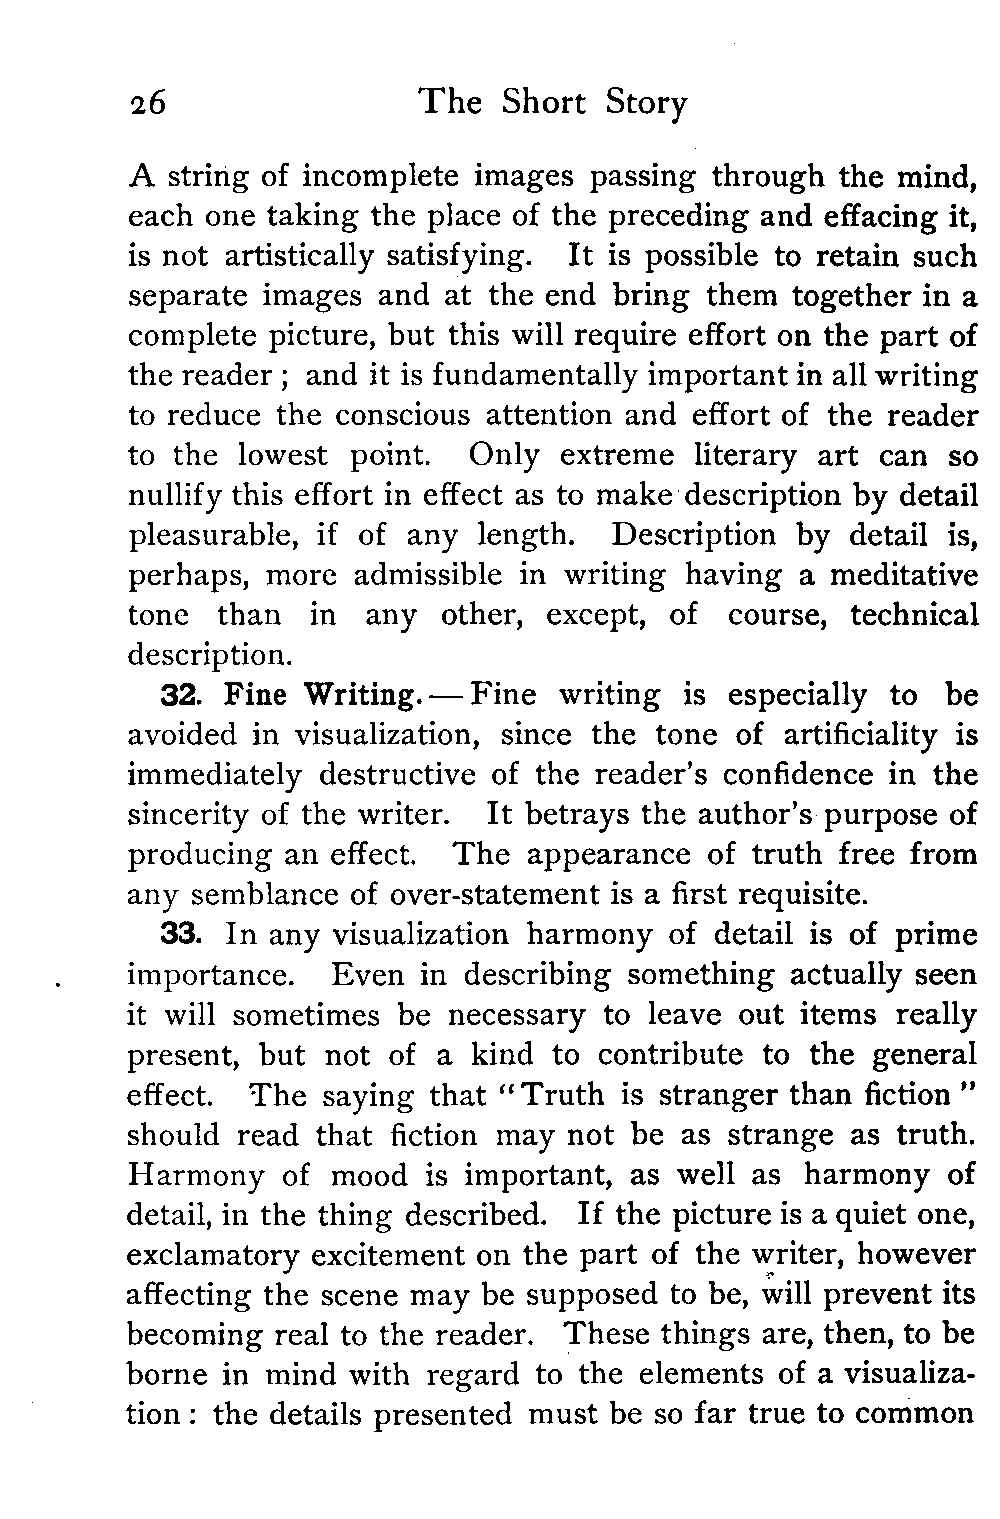 26 The Short Story
A string of incomplete images passing through the mind,
each one taking the place of the preceding and effacing it,
is not artistically satisfying. It is possible to retain such
separate images and at the end bring them together in a
complete picture, but this will require effort on the part of
the reader ; and it is fundamentally important in all writing
to reduce the conscious attention and effort of the reader
to the lowest point. Only extreme literary art can so
nullify this effort in effect as to make description by detail
pleasurable, if of any length. Description by detail is,
perhaps, more admissible in writing having a meditative
tone than in any other, except, of course, technical
description.
32. Fine Writing. — Fine writing is especially to be
avoided in visualization, since the tone of artificiality is
immediately destructive of the reader's confidence in the
sincerity of the writer. It betrays the author's purpose of
producing an effect. The appearance of truth free from
any semblance of over-statement is a first requisite.
33. In any visualization harmony of detail is of prime
importance. Even in describing something actually seen
it will sometimes be necessary to leave out items really
present, but not of a kind to contribute to the general
effect. The saying that "Truth is stranger than fiction"
should read that fiction may not be as strange as truth.
Harmony of mood is important, as well as harmony of
detail, in the thing described. If the picture is a quiet one,
exclamatory excitement on the part of the writer, however
affecting the scene may be supposed to be, will prevent its
becoming real to the reader. These things are, then, to be
borne in mind with regard to the elements of a visualiza-
tion : the details presented must be so far true to common